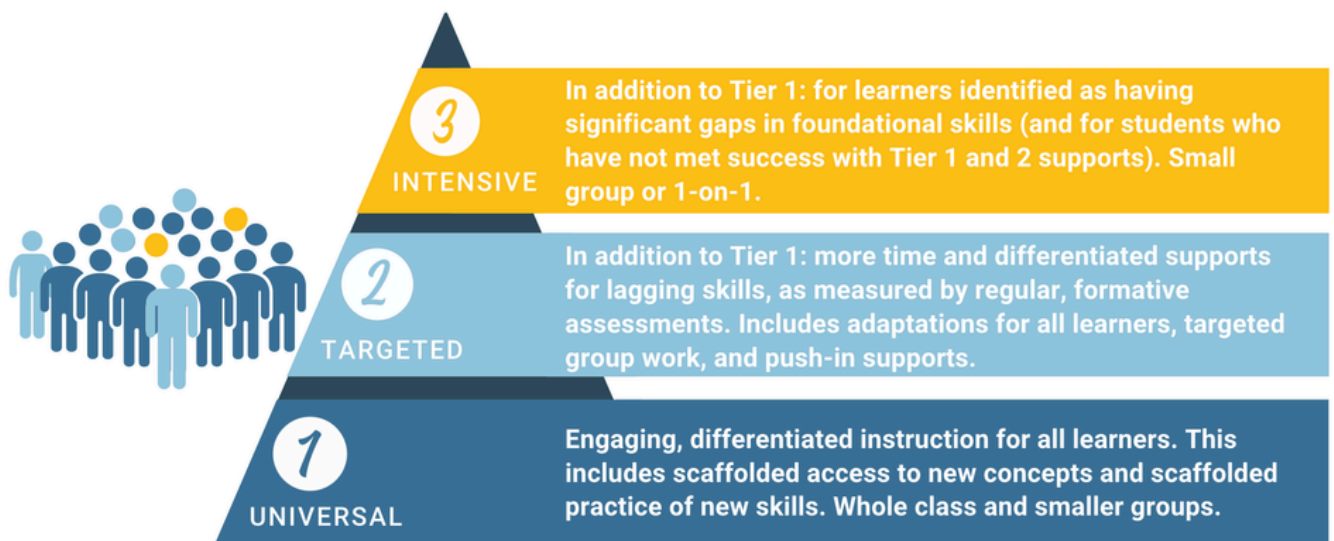 3
INTENSIVE
In addition to Tier 1: for learners identified as having
significant gaps in foundational skills (and for students who
have not met success with Tier 1 and 2 supports). Small
group or 1-on-1.
2
TARGETED
In addition to Tier 1: more time and differentiated supports
for lagging skills, as measured by regular, formative
assessments. Includes adaptations for all learners, targeted
group work, and push-in supports.
1
UNIVERSAL
Engaging, differentiated instruction for all learners. This
includes scaffolded access to new concepts and scaffolded
practice of new skills. Whole class and smaller groups.